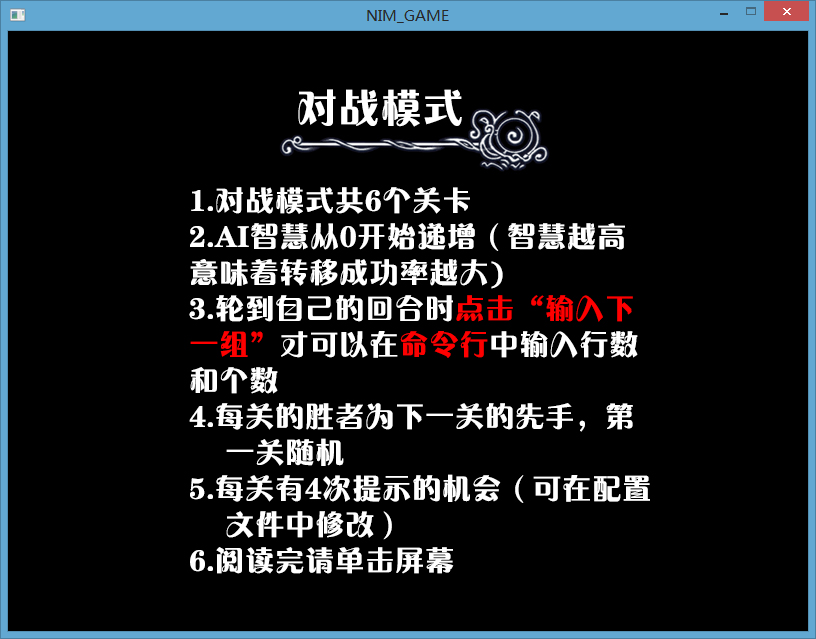 NIM_GAME
对战模式
1.对战模式共6个关卡
2.AI智慧从0开始递增（智慧越高
意味着转移成功率越大)
3.轮到自己的回合时点击“输入下
一组”才可以在命令行中输入行数
和个数
4.每关的胜者为下一关的先手，第
一关随机
5.每关有4次提示的机会（可在配置
文件中修改）
6.阅读完请单击屏幕